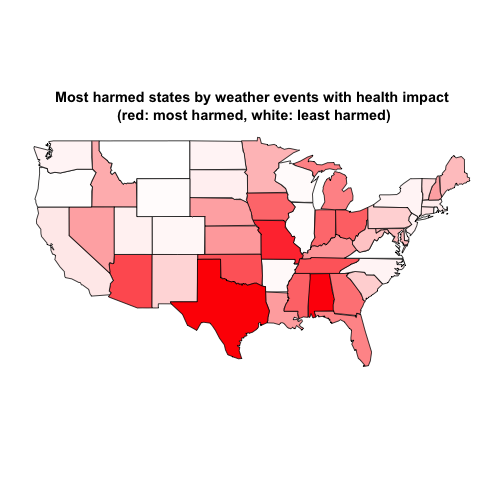 Most harmed states by weather events with health impact
(red: most harmed, white: least harmed)